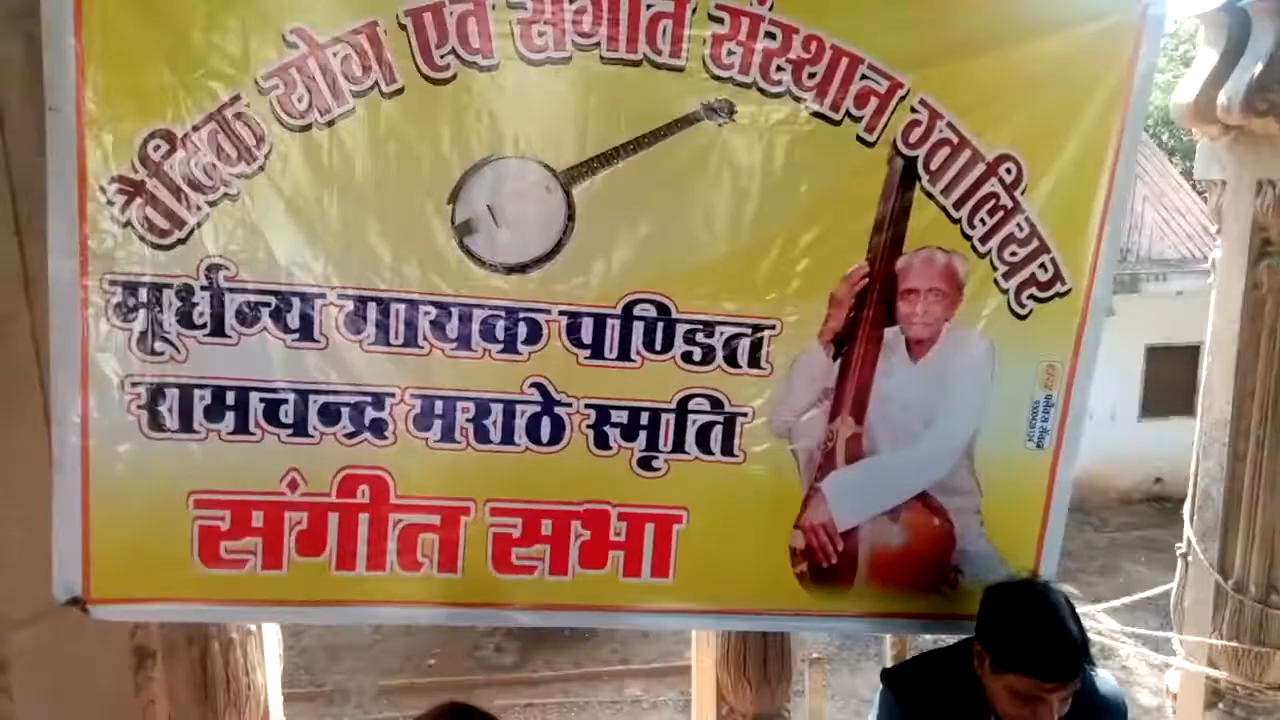 वैदिक योग एवं संगीत संस्थान ग्वालियर
मूर्धन्य गायक पण्डित
रामचन्द्र मराठे स्मृति
संगीत सभा